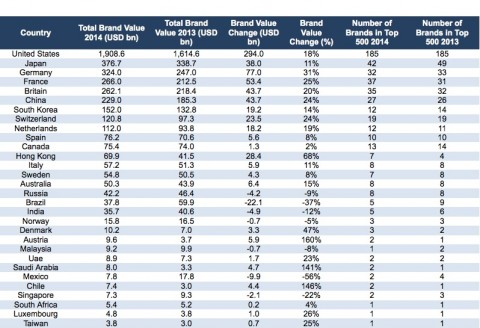 Country Total Brand Value 2014 (USD bn) Total Brand Value 2013 (USD bn) Brand Value Change (USD bn) Brand Value Change (%) Number of Brands in Top 500 2014 Number of Brands in Top 500 2013
United States 1,908.6 1,614.6 294.0 18% 185 185
Japan 376.7 338.7 38.0 11% 42 49
Germany 324.0 247.0 77.0 31% 32 33
France 266.0 212.5 53.4 25% 37 31
Britain 262.1 218.4 43.7 20% 35 32
China 229.0 185.3 43.7 24% 27 26
South Korea 152.0 132.8 19.2 14% 12 14
Switzerland 120.8 97.3 23.5 24% 19 19
Netherlands 112.0 93.8 18.2 19% 12 11
Spain 76.2 70.6 5.6 8% 10 10
Canada 75.4 74.0 1.3 2% 13 14
Hong Kong 69.9 41.5 28.4 68% 7 4
Italy 57.2 51.3 5.9 11% 8 8
Sweden 54.8 50.5 4.3 8% 7 8
Australia 50.3 43.9 6.4 15% 8 8
Russia 42.2 46.4 -4.2 -9% 8 8
Brazil 37.8 59.9 -22.1 -37% 5 9
India 35.7 40.6 -4.9 -12% 5 6
Norway 15.8 16.5 -0.7 -5% 3 3
Denmark 10.2 7.0 3.3 47% 3 2
Austria 9.6 3.7 5.9 160% 2 1
Malaysia 9.2 9.9 -0.7 -8% 1 2
Uae 8.9 7.3 1.7 23% 2 2
Saudi Arabia 8.0 3.3 4.7 141% 2 1
Mexico 7.8 17.8 -9.9 -56% 2 4
Chile 7.4 3.0 4.4 146% 2 1
Singapore 7.3 9.3 -2.1 -22% 2 3
South Africa 5.4 5.2 0.2 4% 1 1
Luxembourg 4.8 3.8 1.0 26% 1 1
Taiwan 3.8 3.0 0.7 25% 1 1